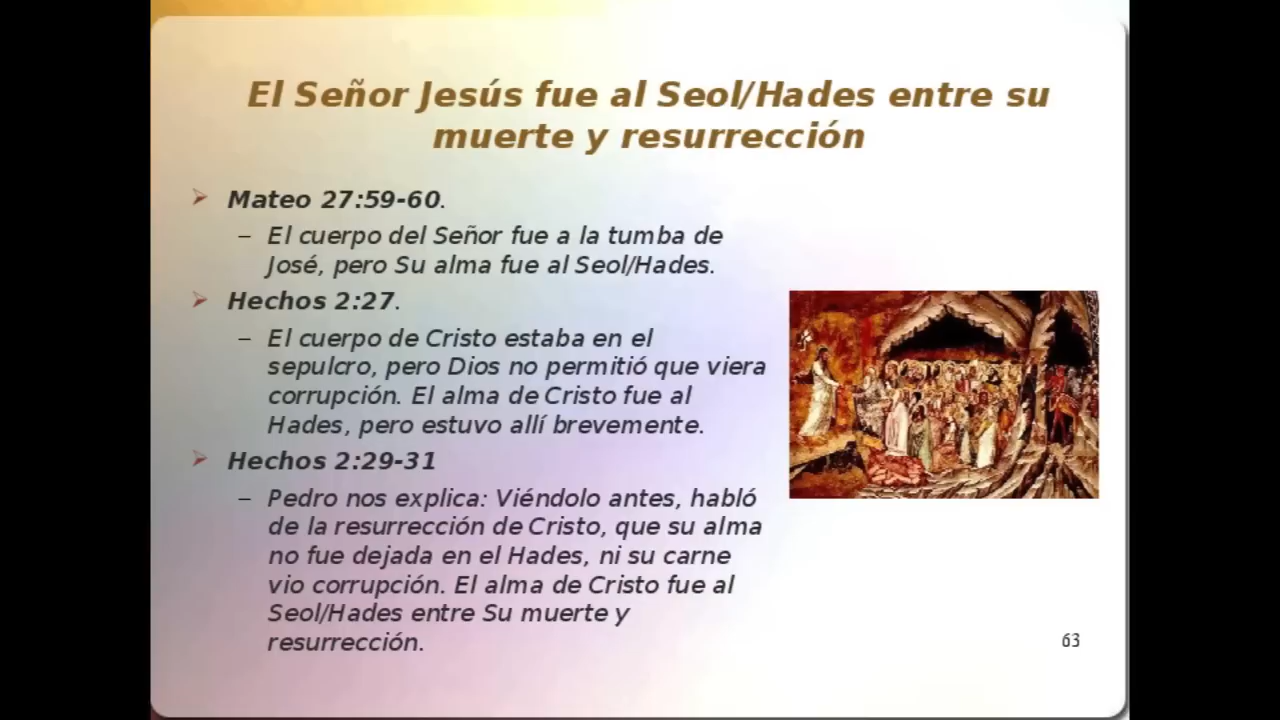 El Señor Jesús fue al Seol/Hades entre su
muerte y resurrección
Mateo 27:59-60.
– El cuerpo del Señor fue a la tumba de
José, pero Su alma fue al Seol/Hades.
Hechos 2:27.
– El cuerpo de Cristo estaba en el
sepulcro, pero Dios no permitió que viera
corrupción. El alma de Cristo fue al
Hades, pero estuvo allí brevemente.
Hechos 2:29-31
– Pedro nos explica: Viéndolo antes, habló
de la resurrección de Cristo, que su alma
no fue dejada en el Hades, ni su carne
vio corrupción. El alma de Cristo fue al
Seol/Hades entre Su muerte y
resurrección.
63